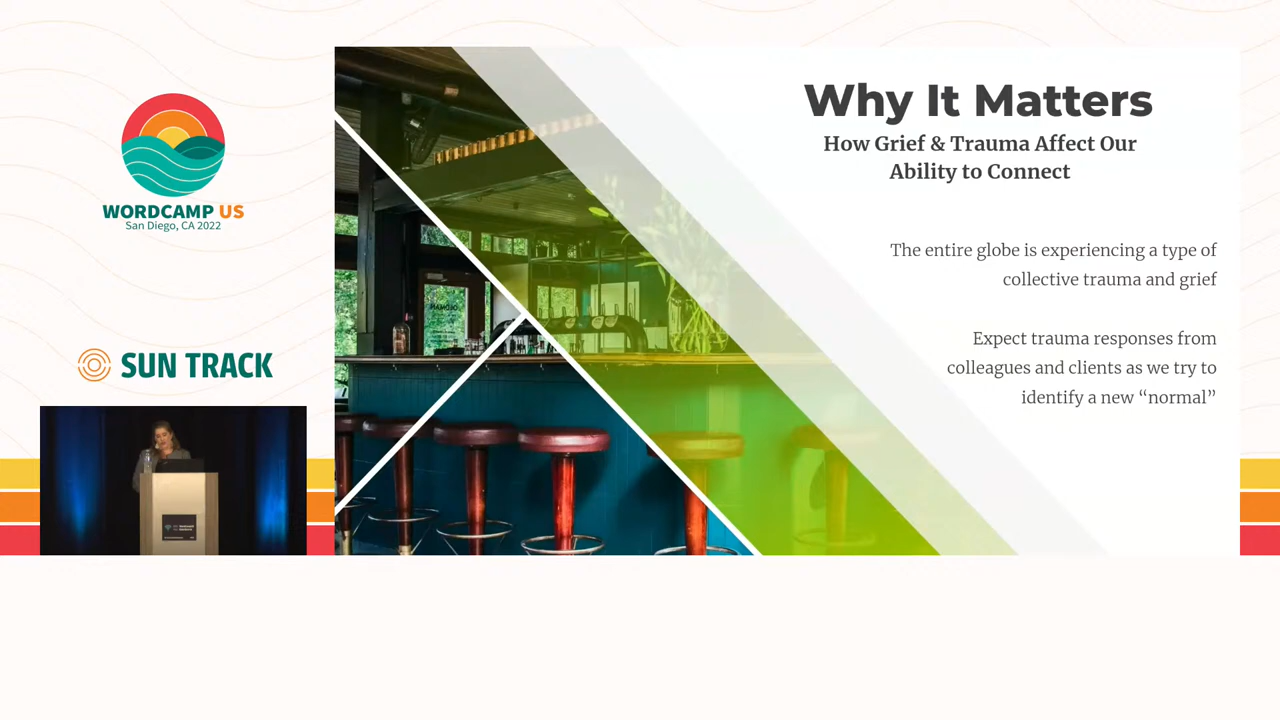 WORDCAMP US
San Diego, CA 2022
SUN TRACK
Why It Matters
How Grief & Trauma Affect Our
Ability to Connect
The entire globe is experiencing a type of
collective trauma and grief
Expect trauma responses from
colleagues and clients as we try to
identify a new “normal”